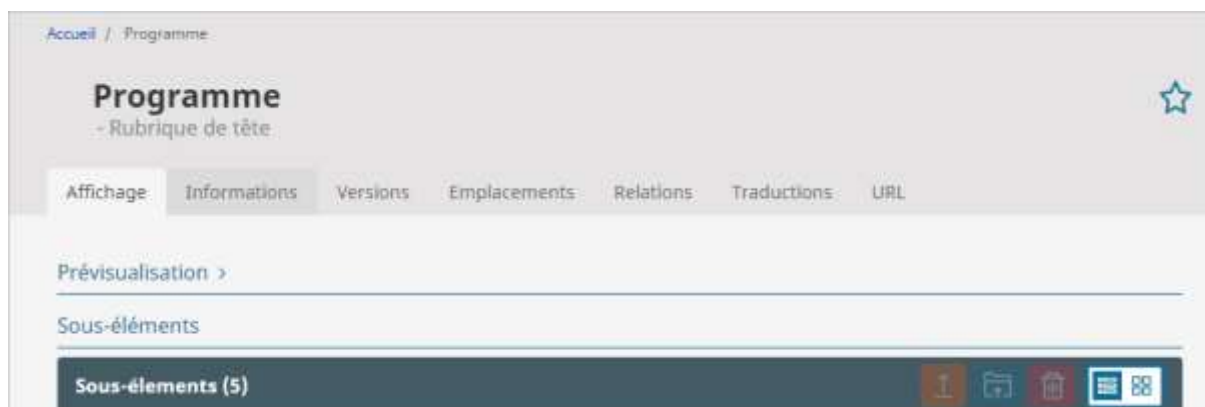 Accueil / Programme
Programme
- Rubrique de tête
Affichage Informations Versions Emplacements Relations Traductions URL
Prévisualisation >
Sous-éléments
Sous-élements (5)